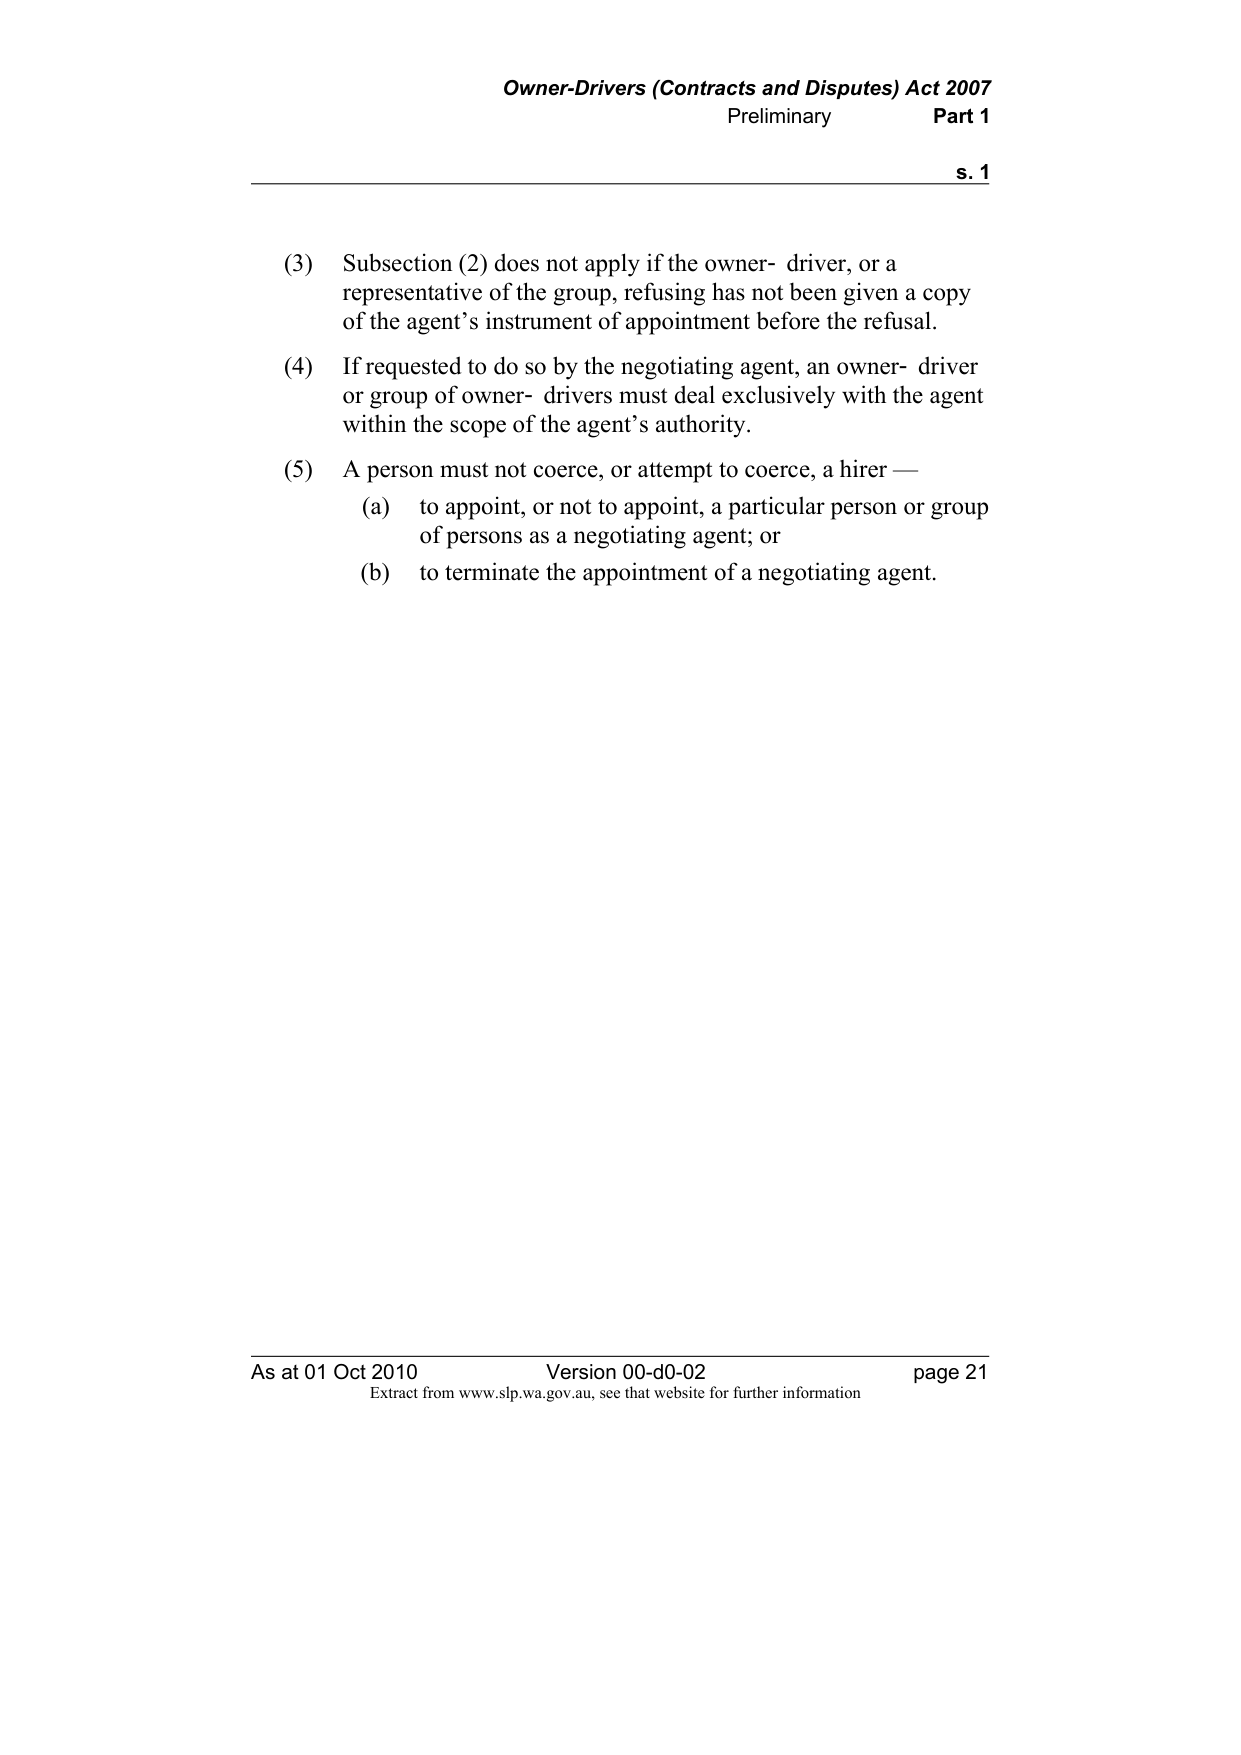 Owner-Drivers (Contracts and Disputes) Act 2007
Preliminary Part 1
s. 1
(3) Subsection (2) does not apply if the owner- driver, or a
representative of the group, refusing has not been given a copy
of the agent’s instrument of appointment before the refusal.
(4) If requested to do so by the negotiating agent, an owner- driver
or group of owner- drivers must deal exclusively with the agent
within the scope of the agent’s authority.
(5) A person must not coerce, or attempt to coerce, a hirer —
(a) to appoint, or not to appoint, a particular person or group
of persons as a negotiating agent; or
(b) to terminate the appointment of a negotiating agent.
As at 01 Oct 2010 Version 00-d0-02 page 21
Extract from www.slp.wa.gov.au, see that website for further information